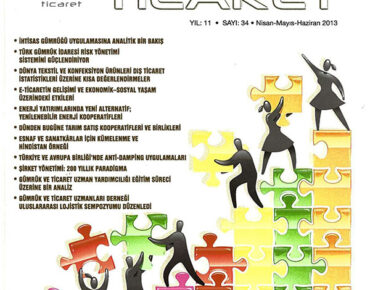 ticaret
TİCARET
YIL: 11 • SAYI: 34 • Nisan-Mayıs-Haziran 2013
• İHTİSAS GÜMRÜĞÜ UYGULAMASINA ANALİTİK BİR BAKIŞ
• TÜRK GÜMRÜK İDARESİ RİSK YÖNETİMİ
SİSTEMİNİ GÜÇLENDİRİYOR
• DÜNYA TEKSTİL VE KONFEKSİYON ÜRÜNLERİ DIŞ TİCARET
İSTATİSTİKLERİ ÜZERİNE KISA DEĞERLENDİRMELER
• E-TİCARETİN GELİŞİMİ VE EKONOMİK-SOSYAL YAŞAM
ÜZERİNDEKİ ETKİLERİ
• ENERJİ YATIRIMLARINDA YENİ ALTERNATİF;
YENİLENEBİLİR ENERJİ KOOPERATİFLERİ
• DÜNDEN BUGÜNE TARIM SATIŞ KOOPERATİFLERİ VE BİRLİKLERİ
• ESNAF VE SANATKÂRLAR İÇİN KÜMELENME VE
HİNDİSTAN ÖRNEĞİ
• TÜRKİYE VE AVRUPA BİRLİĞİ'NDE ANTİ-DAMPİNG UYGULAMALARI
• ŞİRKET YÖNETİMİ: 200 YILLIK PARADİGMA
• GÜMRÜK VE TİCARET UZMAN YARDIMCILIĞI EĞİTİM SÜRECİ
ÜZERİNE BİR ANALİZ
• GÜMRÜK VE TİCARET UZMANLARI DERNEĞİ
ULUSLARARASI LOJİSTİK SEMPOZYUMU DÜZENLEDİ